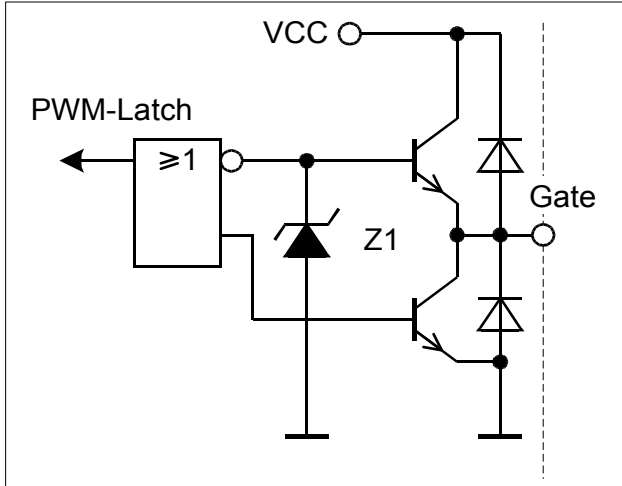 VCC
PWM-Latch
⩾1
Gate
Z1